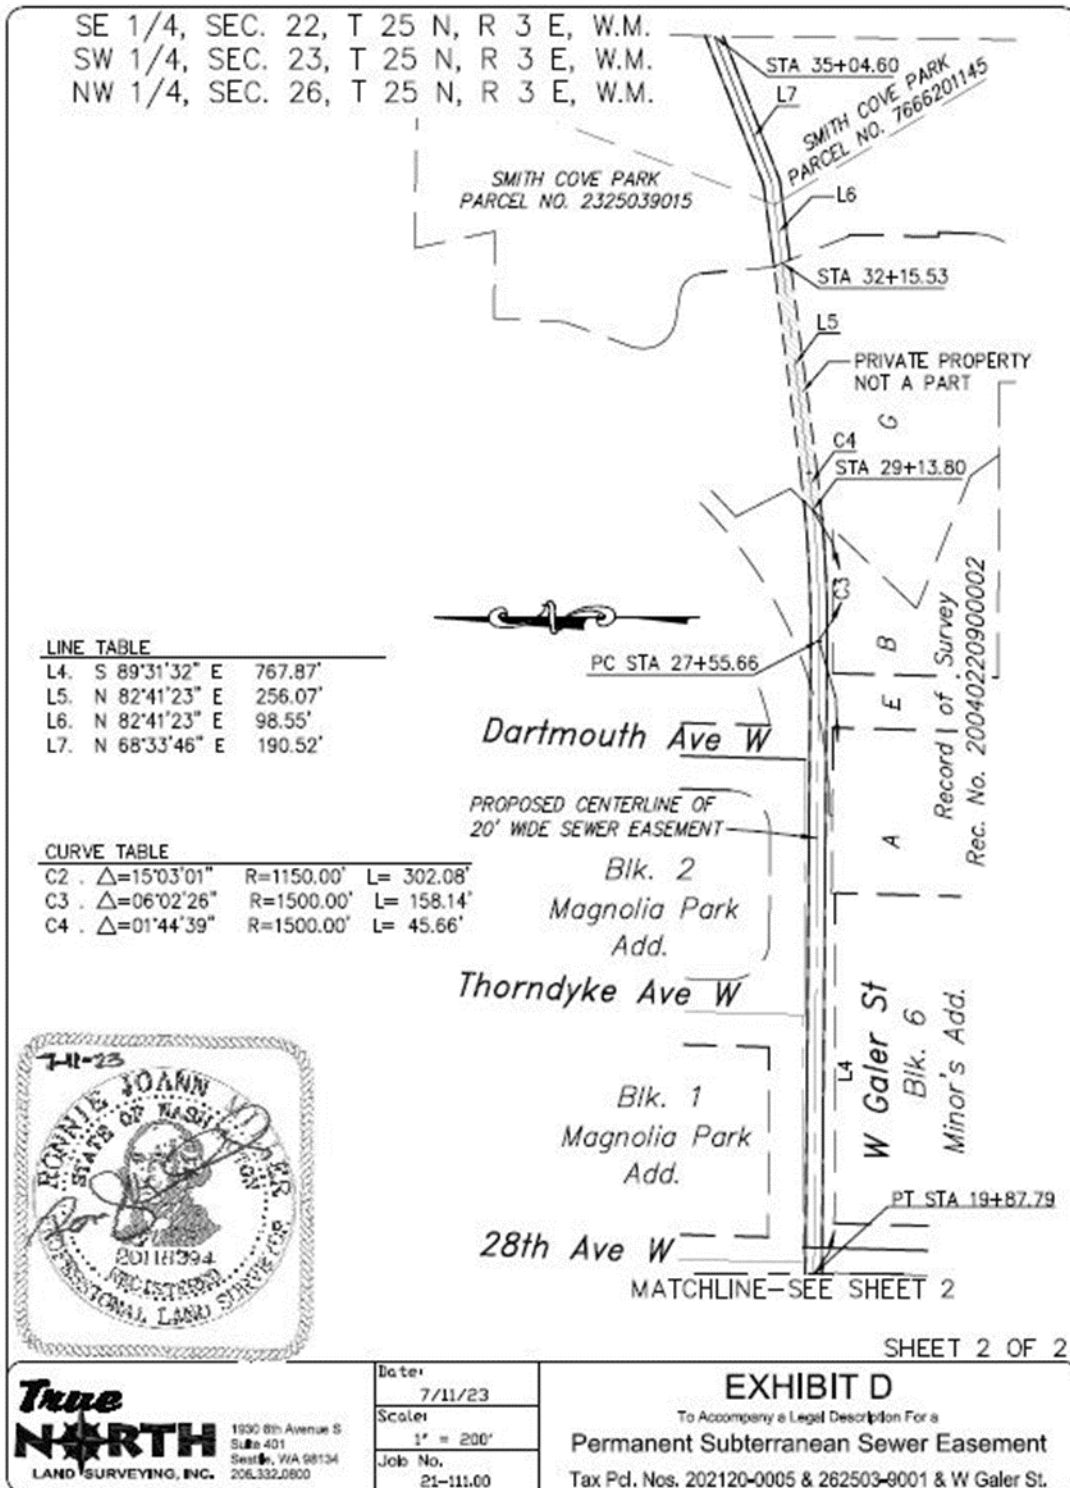 SE 1/4, SEC. 22, T 25 N, R 3 E, W.M.
SW 1/4, SEC. 23, T 25 N, R 3 E, W.M.
NW 1/4, SEC. 26, T 25 N, R 3 E, W.M.
STA 35+04.60
L7
SMITH COVE PARK
PARCEL NO. 7666201145
SMITH COVE PARK
PARCEL NO. 2325039015
L6
STA 32+15.53
L5
PRIVATE PROPERTY
NOT A PART
G
C4
STA 29+13.80
C3
B
Record of Survey
Rec. No. 20040220900002
LINE TABLE
L4. S 89°31'32" E 767.87'
L5. N 82°41'23" E 256.07'
L6. N 82°41'23" E 98.55'
L7. N 68°33'46" E 190.52'
PC STA 27+55.66
E
Dartmouth Ave W
PROPOSED CENTERLINE OF
20' WIDE SEWER EASEMENT
A
CURVE TABLE
C2 . △=15°03'01" R=1150.00' L= 302.08'
C3 . △=06°02'26" R=1500.00' L= 158.14'
C4 . △=01°44'39" R=1500.00' L= 45.66'
Blk. 2
Magnolia Park
Add.
Thorndyke Ave W
L4
W Galer St
Blk. 6
Minor's Add.
7-11-23
RONNIE JOANN
STATE OF WASHINGTON
20118394
REGISTERED
PROFESSIONAL LAND SURVEYOR
Blk. 1
Magnolia Park
Add.
PT STA 19+87.79
28th Ave W
MATCHLINE-SEE SHEET 2
SHEET 2 OF 2
True
NORTH
LAND SURVEYING, INC.
1930 6th Avenue S
Suite 401
Seattle, WA 98134
206.332.0800
Date:
7/11/23
Scale:
1" = 200'
Job No.
21-111.00
EXHIBIT D
To Accompany a Legal Description For a
Permanent Subterranean Sewer Easement
Tax Pcl. Nos. 202120-0005 & 262503-9001 & W Galer St.